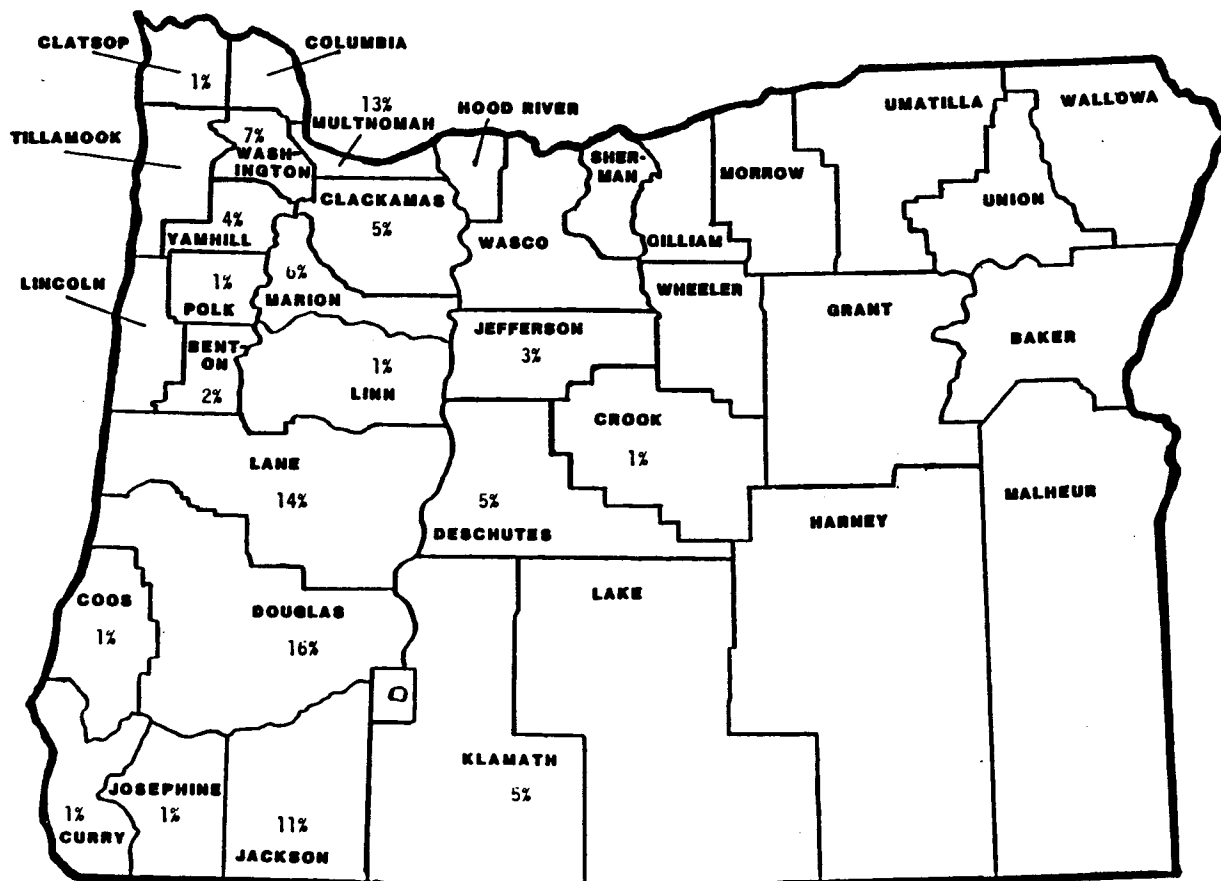 CLATSOP
COLUMBIA
1%
13%
MULTNOMAH
HOOD RIVER
UMATILLA
WALLOWA
TILLAMOOK
7%
WASH-
INGTON
SHER-
MAN
MORROW
UNION
CLACKAMAS
5%
4%
YAMHILL
WASCO
GILLIAM
LINCOLN
1%
POLK
6%
MARION
WHEELER
GRANT
BAKER
JEFFERSON
3%
BENT-
ON
2%
1%
LINN
CROOK
1%
LANE
14%
5%
DESCHUTES
HARNEY
MALHEUR
COOS
1%
DOUGLAS
16%
LAKE
KLAMATH
5%
JOSEPHINE
1%
1%
CURRY
11%
JACKSON